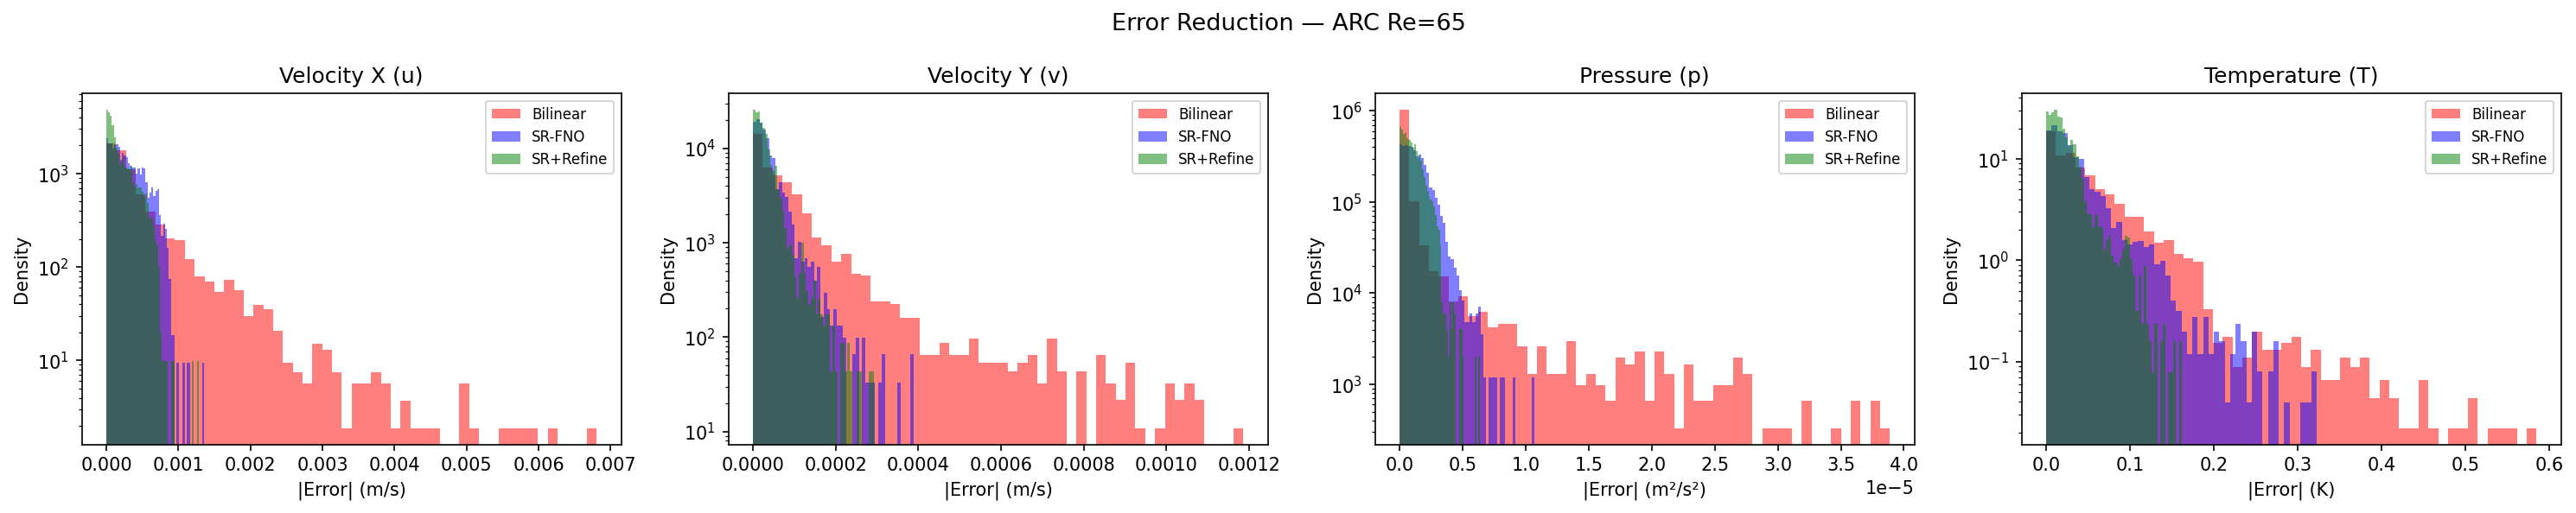 Error Reduction — ARC Re=65
Velocity X (u)
Density
10³
10²
10¹
Bilinear
SR-FNO
SR+Refine
0.000 0.001 0.002 0.003 0.004 0.005 0.006 0.007
|Error| (m/s)
Velocity Y (v)
Density
10⁴
10³
10²
10¹
Bilinear
SR-FNO
SR+Refine
0.0000 0.0002 0.0004 0.0006 0.0008 0.0010 0.0012
|Error| (m/s)
Pressure (p)
Density
10⁶
10⁵
10⁴
10³
Bilinear
SR-FNO
SR+Refine
0.0 0.5 1.0 1.5 2.0 2.5 3.0 3.5 4.0
1e−5
|Error| (m²/s²)
Temperature (T)
Density
10¹
10⁰
10⁻¹
Bilinear
SR-FNO
SR+Refine
0.0 0.1 0.2 0.3 0.4 0.5 0.6
|Error| (K)